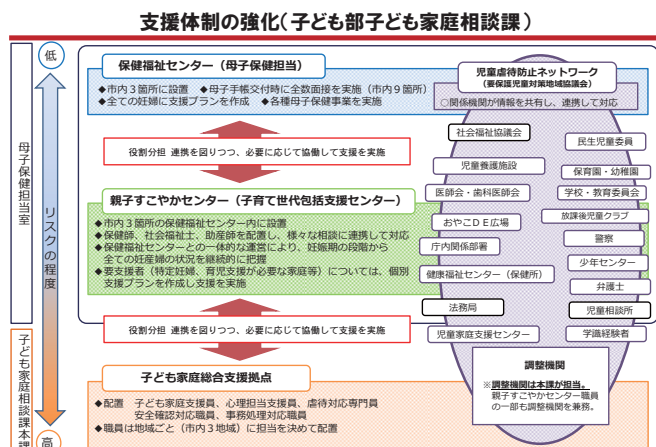 支援体制の強化（子ども部子ども家庭相談課）
低
母子保健担当室
リスクの程度
子ども家庭相談課本課
高
保健福祉センター（母子保健担当）
◆市内３箇所に設置　◆母子手帳交付時に全数面接を実施（市内９箇所）
◆全ての妊婦に支援プランを作成　◆各種母子保健事業を実施
役割分担 連携を図りつつ、必要に応じて協働して支援を実施
親子すこやかセンター（子育て世代包括支援センター）
◆市内３箇所の保健福祉センター内に設置
◆保健師、社会福祉士、助産師を配置し、様々な相談に連携して対応
◆保健福祉センターとの一体的な運営により、妊娠期の段階から
全ての妊産婦の状況を継続的に把握
◆要支援者（特定妊婦、育児支援が必要な家庭等）については、個別
支援プランを作成し支援を実施
役割分担 連携を図りつつ、必要に応じて協働して支援を実施
子ども家庭総合支援拠点
◆配置　子ども家庭支援員、心理担当支援員、虐待対応専門員
安全確認対応職員、事務処理対応職員
◆職員は地域ごと（市内３地域）に担当を決めて配置
児童虐待防止ネットワーク
（要保護児童対策地域協議会）
○関係機関が情報を共有し、連携して対応
社会福祉協議会
民生児童委員
児童養護施設
保育園・幼稚園
医師会・歯科医師会
学校・教育委員会
おやこＤＥ広場
放課後児童クラブ
庁内関係部署
警察
健康福祉センター（保健所）
少年センター
弁護士
法務局
児童相談所
児童家庭支援センター
学識経験者
調整機関
※調整機関は本課が担当。
親子すこやかセンター職員
の一部も調整機関を兼務。